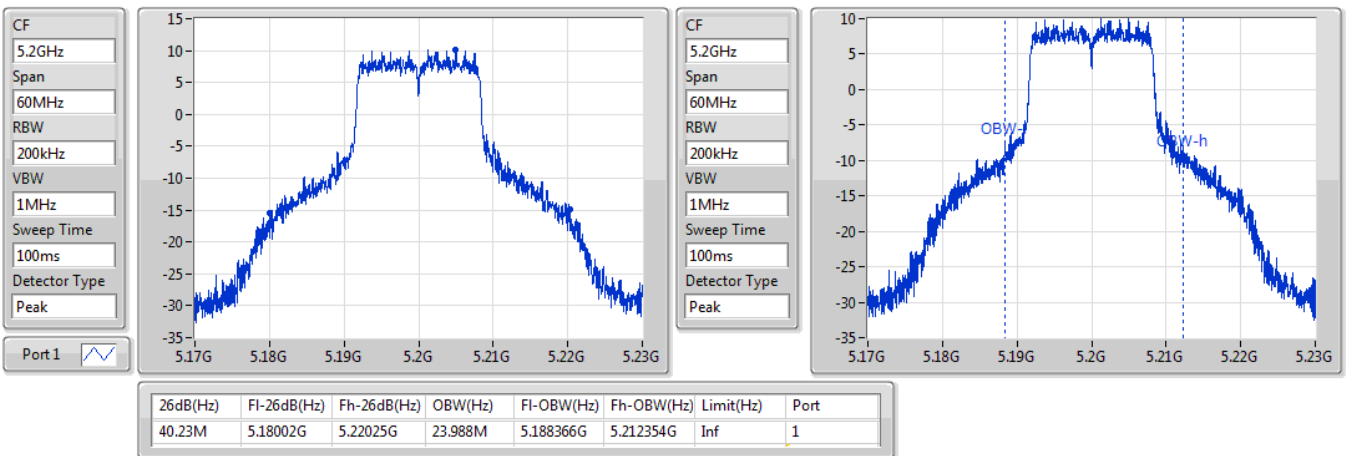 CF
5.2GHz
Span
60MHz
RBW
200kHz
VBW
1MHz
Sweep Time
100ms
Detector Type
Peak
Port 1
15
10
5
0
-5
-10
-15
-20
-25
-30
-35
5.17G 5.18G 5.19G 5.2G 5.21G 5.22G 5.23G
CF
5.2GHz
Span
60MHz
RBW
200kHz
VBW
1MHz
Sweep Time
100ms
Detector Type
Peak
10
5
0
-5
-10
-15
-20
-25
-30
-35
OBW-
OBW-h
5.17G 5.18G 5.19G 5.2G 5.21G 5.22G 5.23G
26dB(Hz) Fl-26dB(Hz) Fh-26dB(Hz) OBW(Hz) Fl-OBW(Hz) Fh-OBW(Hz) Limit(Hz) Port
40.23M 5.18002G 5.22025G 23.988M 5.188366G 5.212354G Inf 1